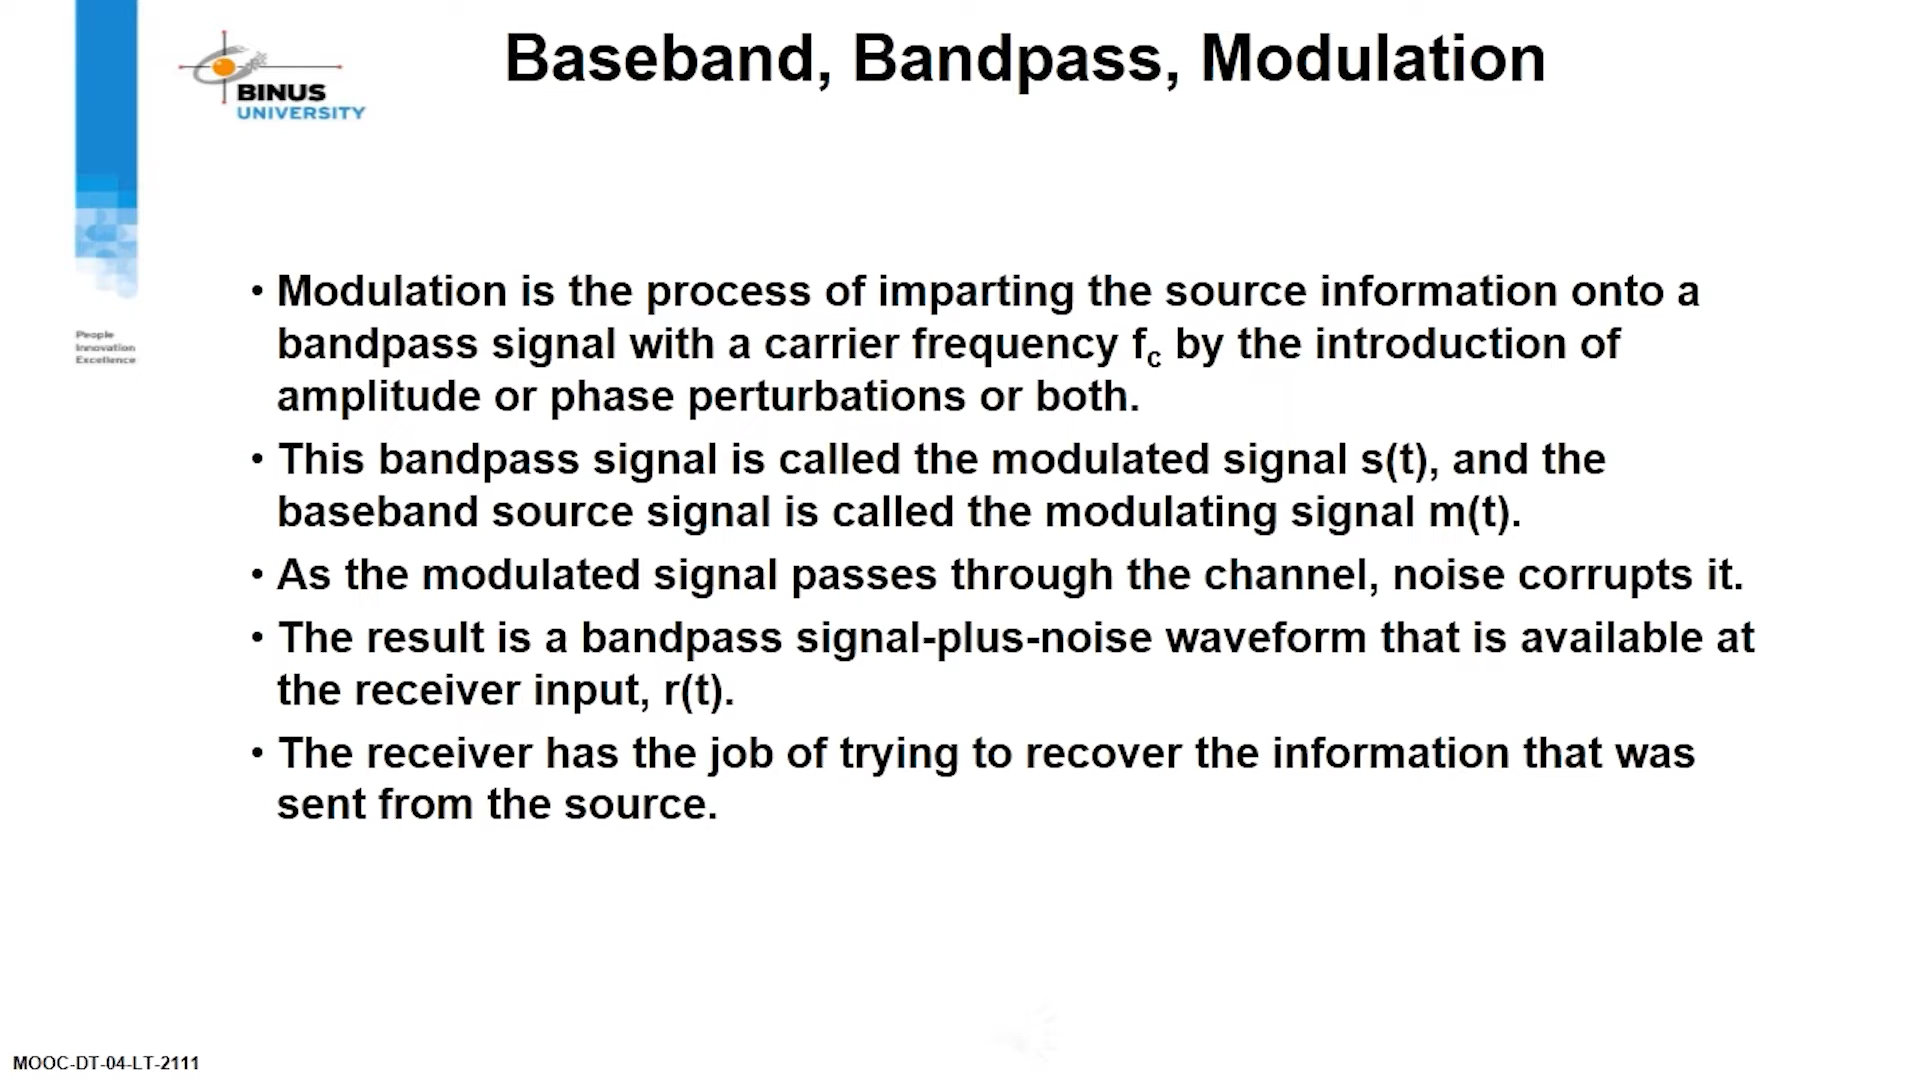 Baseband, Bandpass, Modulation
BINUS
UNIVERSITY
People
Innovation
Excellence
• Modulation is the process of imparting the source information onto a
bandpass signal with a carrier frequency fc by the introduction of
amplitude or phase perturbations or both.
• This bandpass signal is called the modulated signal s(t), and the
baseband source signal is called the modulating signal m(t).
• As the modulated signal passes through the channel, noise corrupts it.
• The result is a bandpass signal-plus-noise waveform that is available at
the receiver input, r(t).
• The receiver has the job of trying to recover the information that was
sent from the source.
MOOC-DT-04-LT-2111